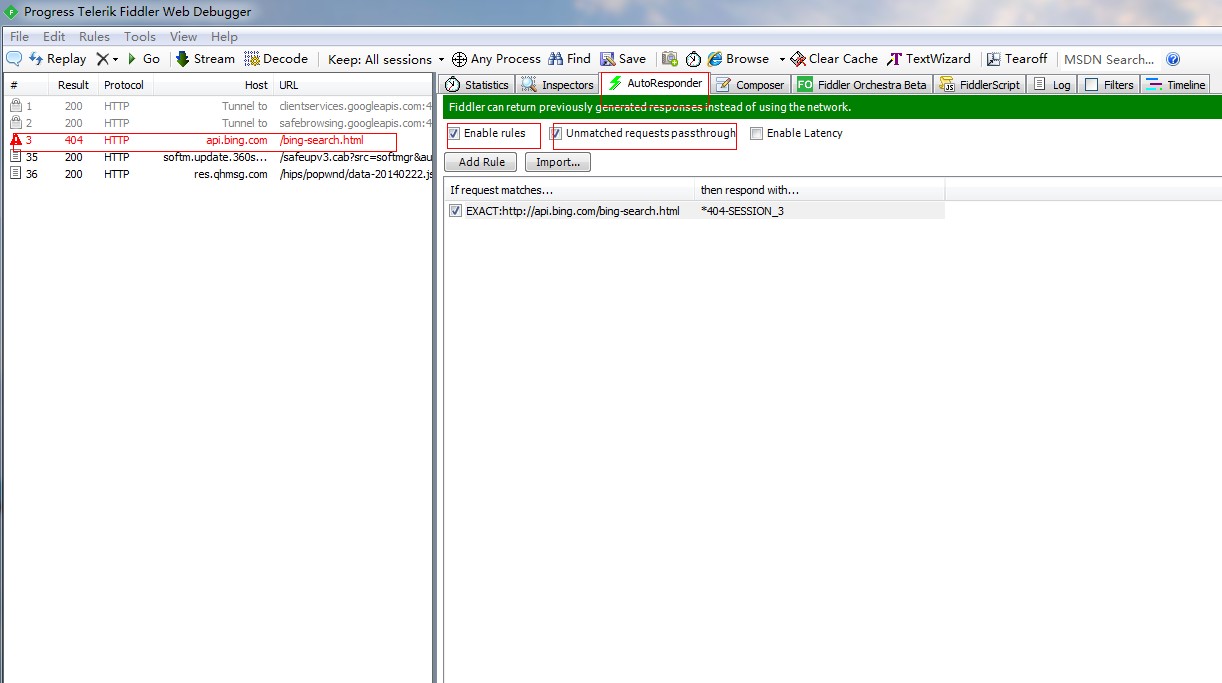 Progress Telerik Fiddler Web Debugger
File Edit Rules Tools View Help
Replay Go Stream Decode Keep: All sessions Any Process Find Save Browse Clear Cache TextWizard Tearoff MSDN Search...
# Result Protocol Host URL
1 200 HTTP Tunnel to clientservices.googleapis.com:4
2 200 HTTP Tunnel to safebrowsing.googleapis.com:4
3 404 HTTP api.bing.com /bing-search.html
35 200 HTTP softm.update.360s... /safeupv3.cab?src=softmgr&au
36 200 HTTP res.qhmsg.com /hips/popwnd/data-20140222.js
Statistics Inspectors AutoResponder Composer FO Fiddler Orchestra Beta FiddlerScript Log Filters Timeline
Fiddler can return previously generated responses instead of using the network.
Enable rules Unmatched requests passthrough Enable Latency
Add Rule Import...
If request matches... then respond with...
EXACT:http://api.bing.com/bing-search.html *404-SESSION_3